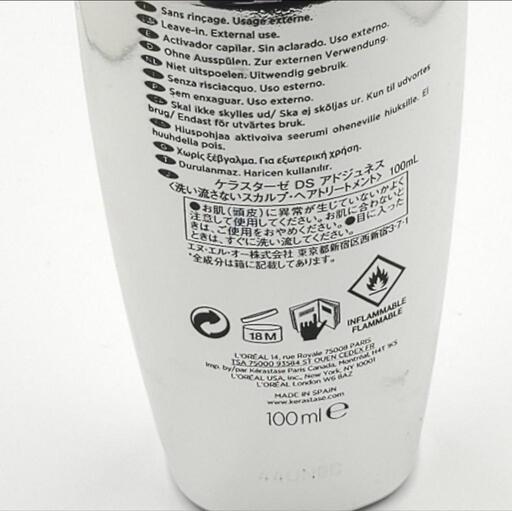 Sans rinçage. Usage externe.
Leave-in. External use.
Activador capilar. Sin aclarado. Uso externo.
Ohne Ausspülen. Zur externen Verwendung.
Niet uitspoelen. Uitwendig gebruik.
Senza risciacquo. Uso esterno.
Sem enxaguar. Uso externo.
Skal ikke skylles ud/ Ska ej sköljas ur. Kun til udvortes
brug/ Endast för utvärtes bruk.
Hiuspohjaa aktivoiva seerumi oheneville hiuksille. Ei
huuhdella pois.
Χωρίς ξέβγαλμα. Για εξωτερική χρήση.
Durulanmaz. Haricen kullanılır.
ケラスターゼ DS アドジュネス
<洗い流さないスカルプ・ヘアトリートメント> 100mL
●お肌(頭皮)に異常が生じていないかよく
注意して使用してください。お肌に合わないと
きは、ご使用をおやめください。●目に入った
ときは、すぐに洗い流してください。
エヌ・エル・オー株式会社 東京都新宿区西新宿3-7-1
*全成分は箱に記載してあります。
18 M
INFLAMMABLE
FLAMMABLE
L'ORÉAL 14, rue Royale 75008 PARIS
TSA 75000 93584 ST OUEN CEDEX FR
Imp. by/par Kérastase Paris Canada, Montréal, H4T 1K5
L'ORÉAL USA, Inc., New York, NY 10001
L'ORÉAL London W6 8AZ
MADE IN SPAIN
www.kerastase.com
100 ml e